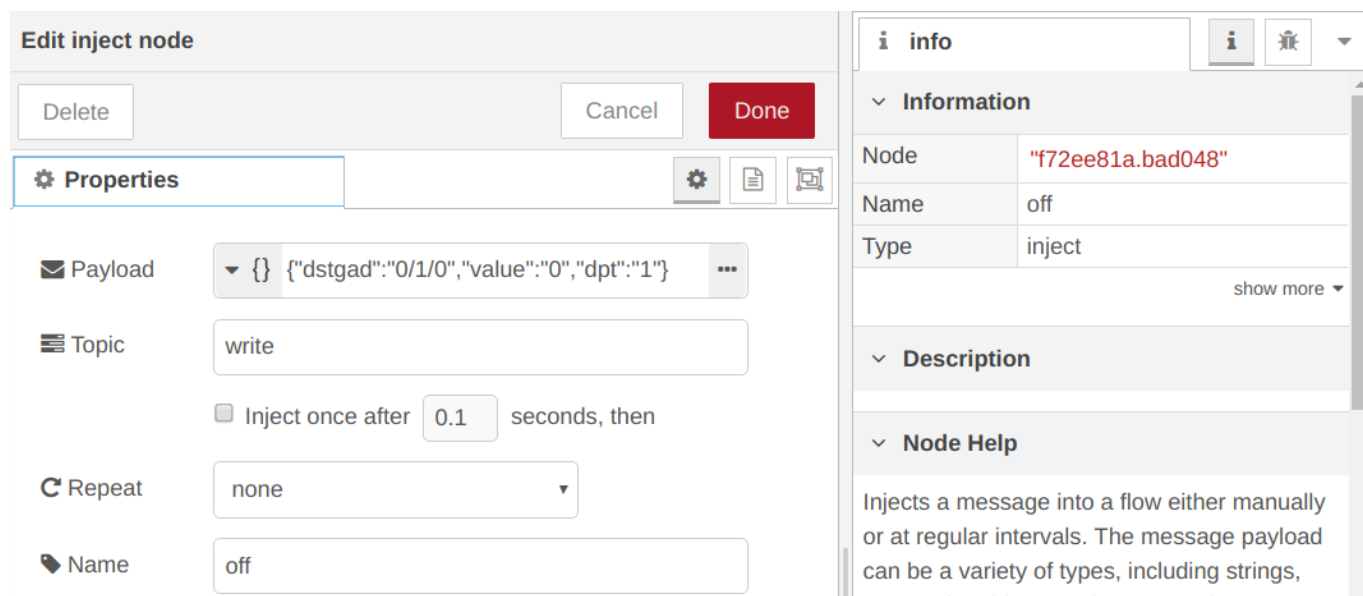 Edit inject node
Delete
Cancel
Done
Properties
Payload
{} {"dstgad":"0/1/0","value":"0","dpt":"1"} ...
Topic
write
Inject once after 0.1 seconds, then
Repeat
none
Name
off
i info
i
Information
Node "f72ee81a.bad048"
Name off
Type inject
show more
Description
Node Help
Injects a message into a flow either manually
or at regular intervals. The message payload
can be a variety of types, including strings,